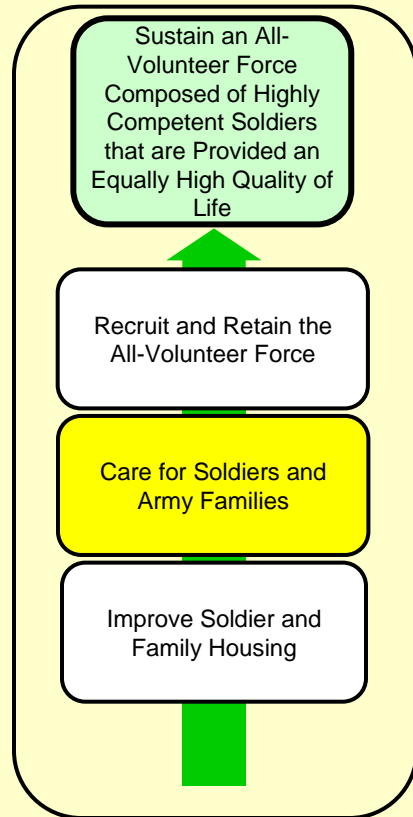 Sustain an All-
Volunteer Force
Composed of Highly
Competent Soldiers
that are Provided an
Equally High Quality of
Life
Recruit and Retain the
All-Volunteer Force
Care for Soldiers and
Army Families
Improve Soldier and
Family Housing